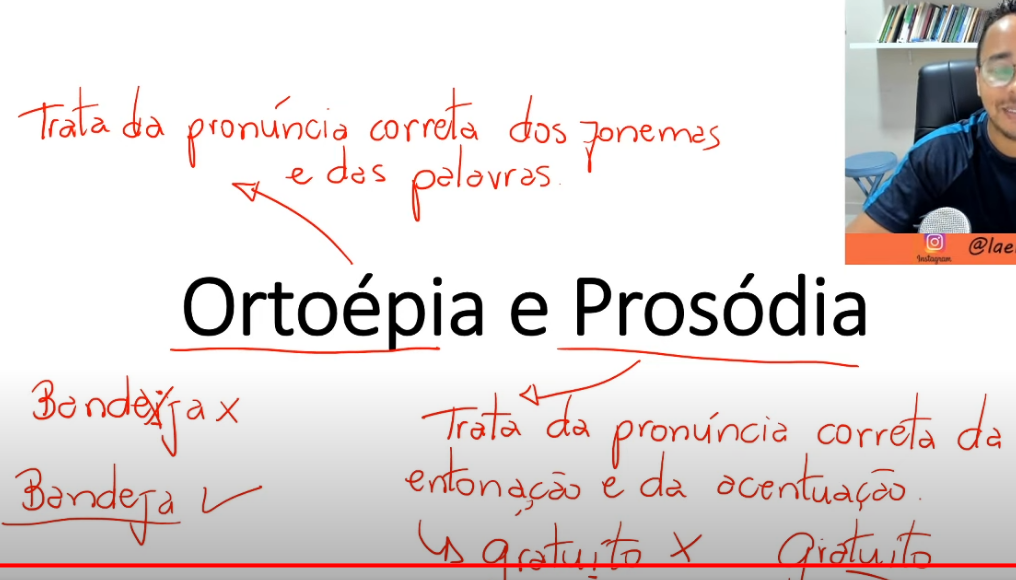 Trata da pronúncia correta dos fonemas
e das palavras.
Ortoépia e Prosódia
Bandeija x
Bandeja ✓
Trata da pronúncia correta da
entonação e da acentuação.
↳ gratuito x gratuito
Instagram @lae